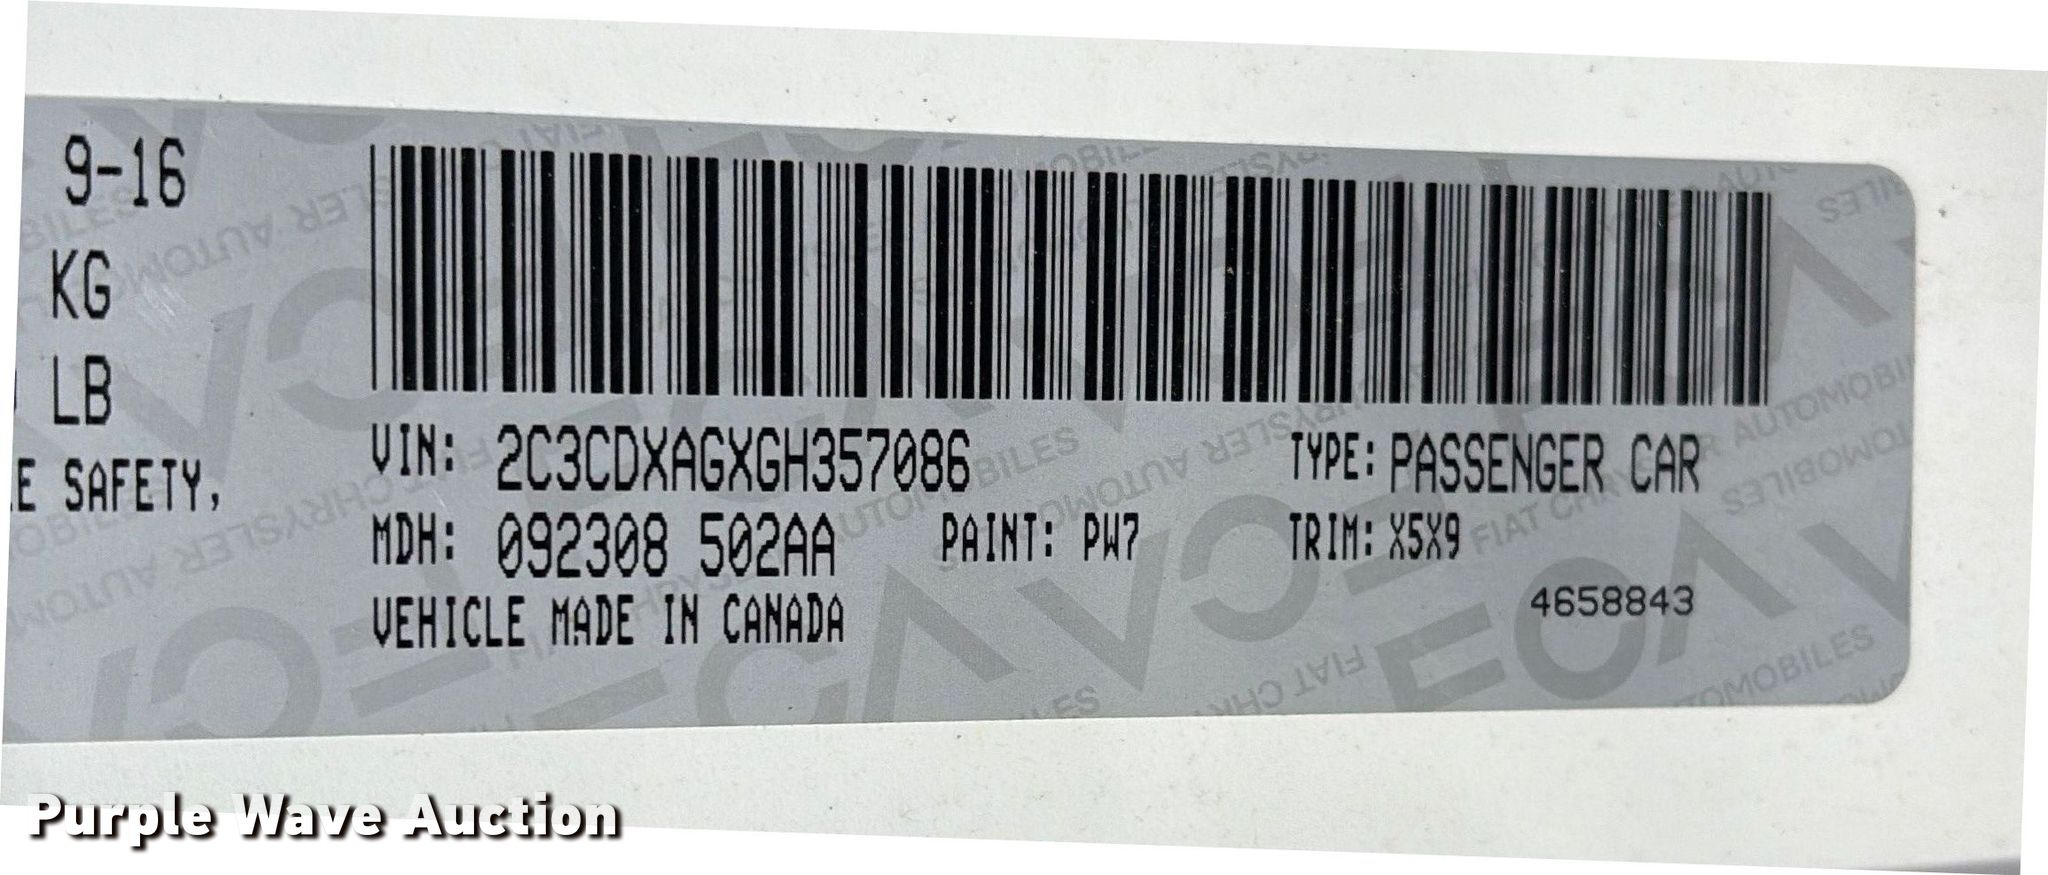 9-16
KG
LB
E SAFETY,
VIN: 2C3CDXAGXGH357086
TYPE: PASSENGER CAR
MDH: 092308 502AA
PAINT: PW7
TRIM: X5X9
VEHICLE MADE IN CANADA
4658843
Purple Wave Auction